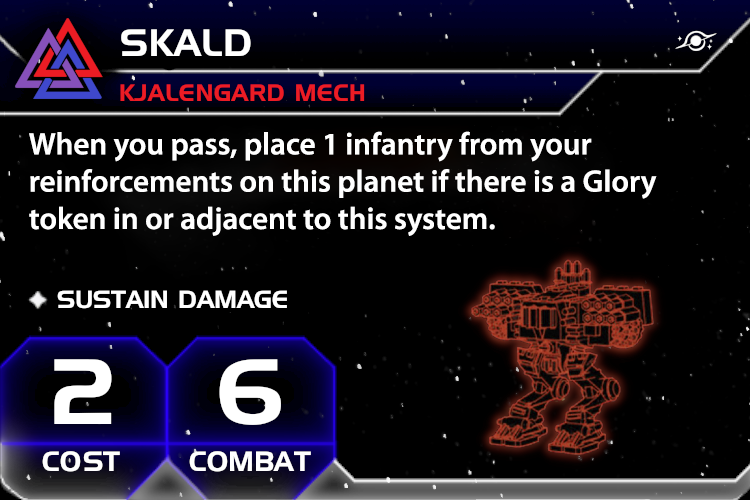 SKALD
KJALENGARD MECH
When you pass, place 1 infantry from your
reinforcements on this planet if there is a Glory
token in or adjacent to this system.
SUSTAIN DAMAGE
2
COST
6
COMBAT